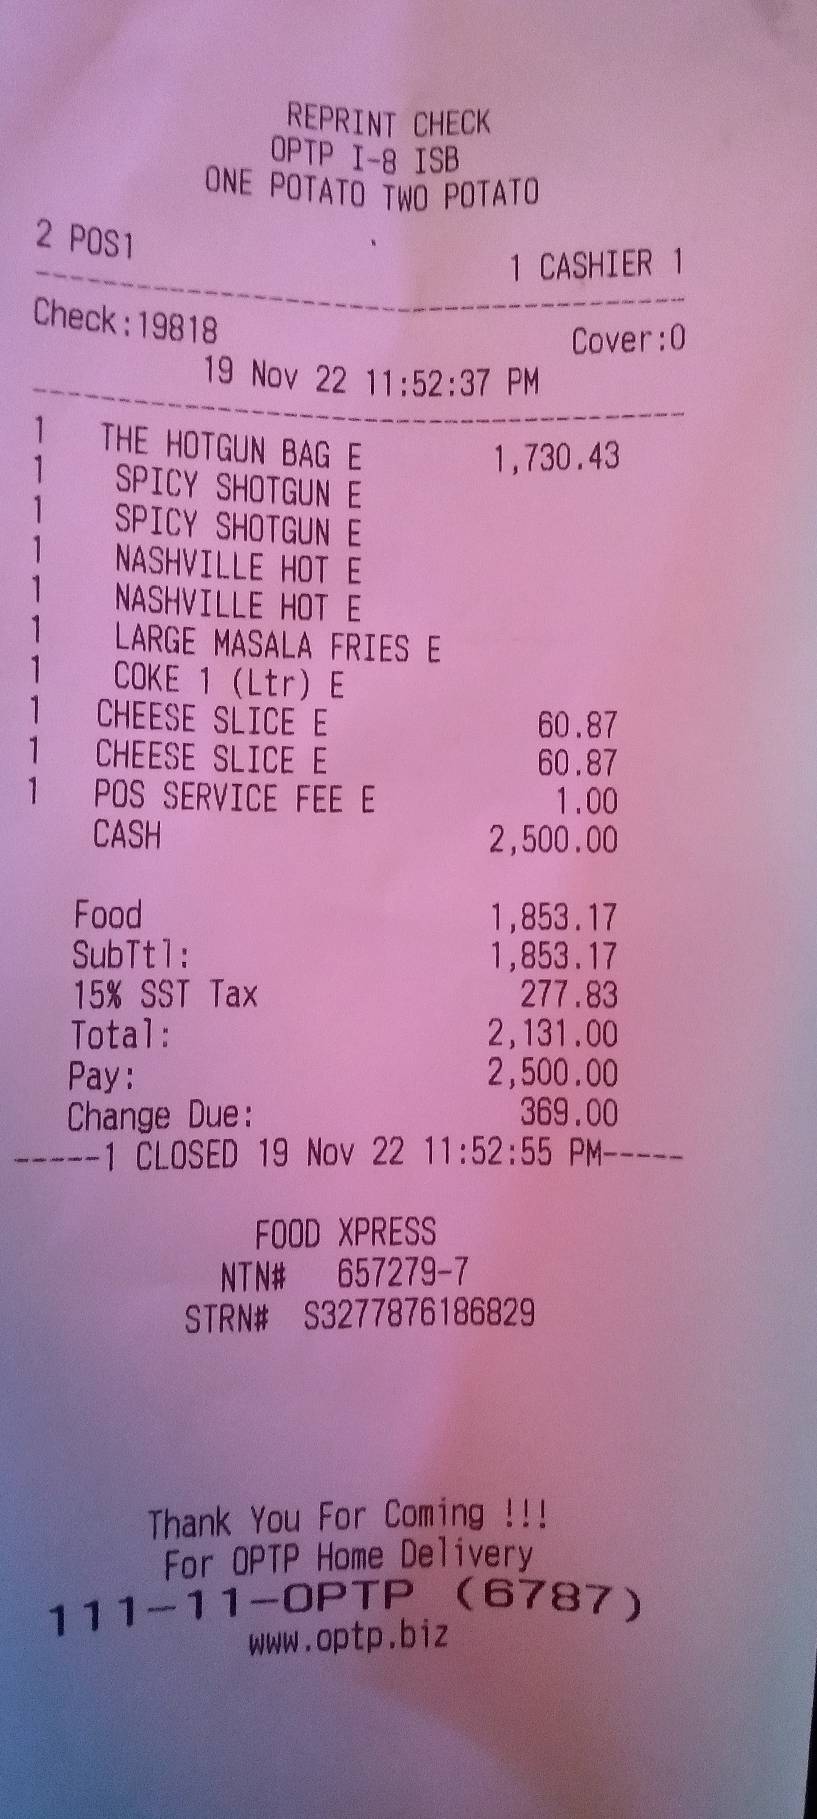 REPRINT CHECK
OPTP I-8 ISB
ONE POTATO TWO POTATO
2 POS1 1 CASHIER 1
Check:19818 Cover:0
19 Nov 22 11:52:37 PM
1 THE HOTGUN BAG E 1,730.43
1 SPICY SHOTGUN E
1 SPICY SHOTGUN E
1 NASHVILLE HOT E
1 NASHVILLE HOT E
1 LARGE MASALA FRIES E
1 COKE 1 (Ltr) E
1 CHEESE SLICE E 60.87
1 CHEESE SLICE E 60.87
1 POS SERVICE FEE E 1.00
CASH 2,500.00
Food 1,853.17
SubTtl: 1,853.17
15% SST Tax 277.83
Total: 2,131.00
Pay: 2,500.00
Change Due: 369.00
-----1 CLOSED 19 Nov 22 11:52:55 PM-----
FOOD XPRESS
NTN# 657279-7
STRN# S3277876186829
Thank You For Coming !!!
For OPTP Home Delivery
111-11-OPTP (6787)
www.optp.biz